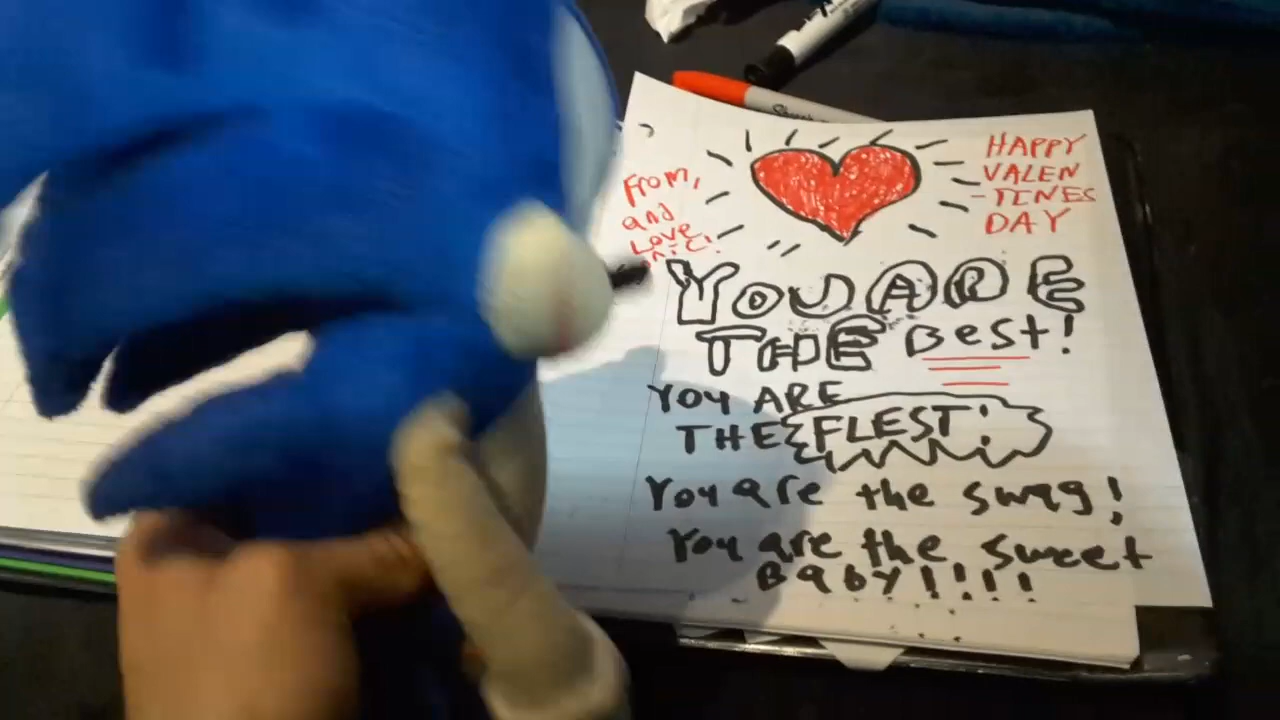 From,
and
Love
HAPPY
VALEN
-TINES
DAY
YOU ARE
THE Best!
YOU ARE
THE FLEST!
You are the swag!
You are the sweet
BABY!!!!